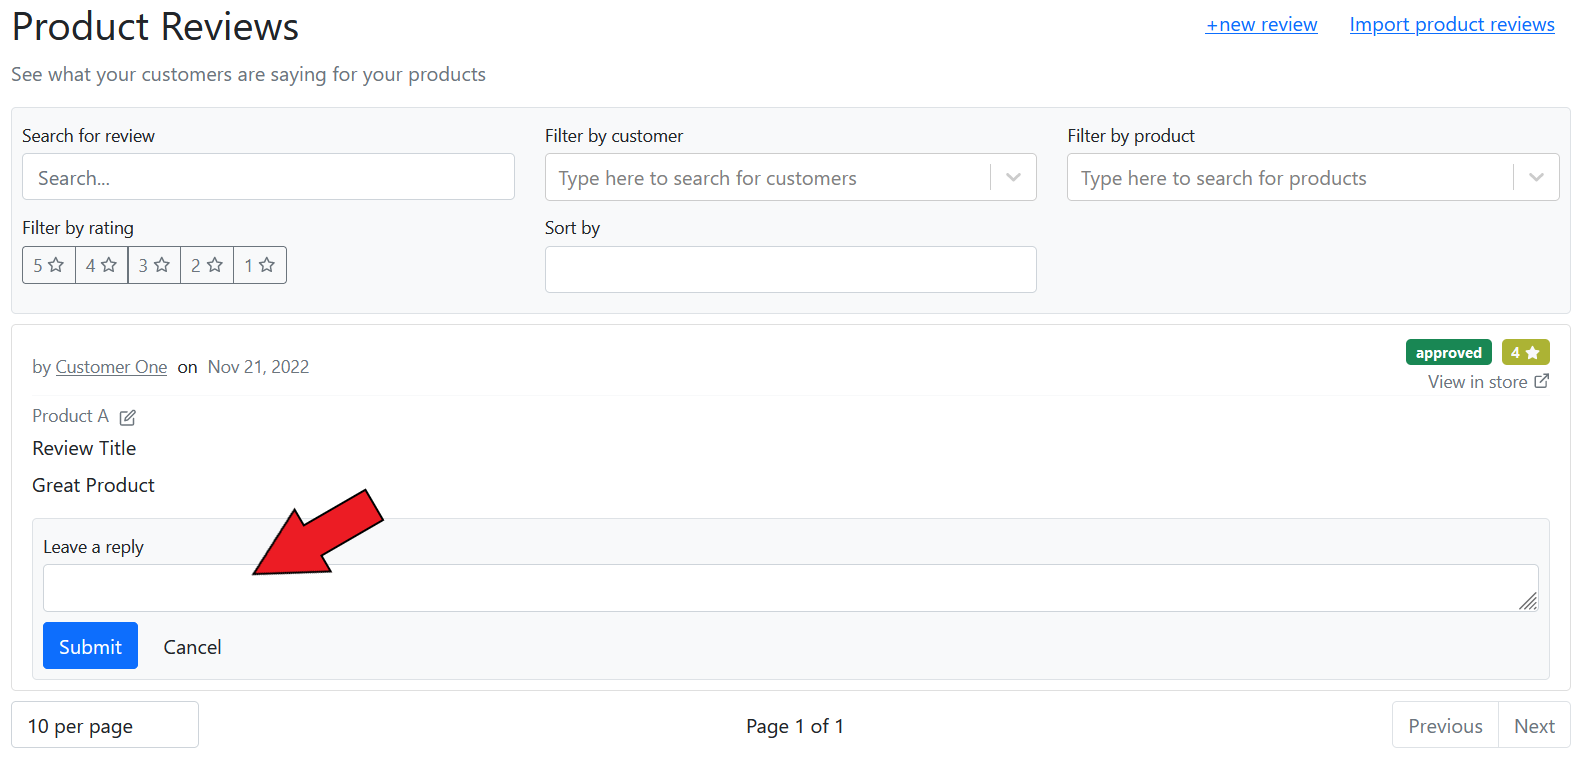 Product Reviews
+new review
Import product reviews
See what your customers are saying for your products
Search for review
Filter by customer
Filter by product
Search...
Type here to search for customers
Type here to search for products
Filter by rating
Sort by
5 4 3 2 1
by Customer One on Nov 21, 2022
approved 4
View in store
Product A
Review Title
Great Product
Leave a reply
Submit Cancel
10 per page
Page 1 of 1
Previous Next